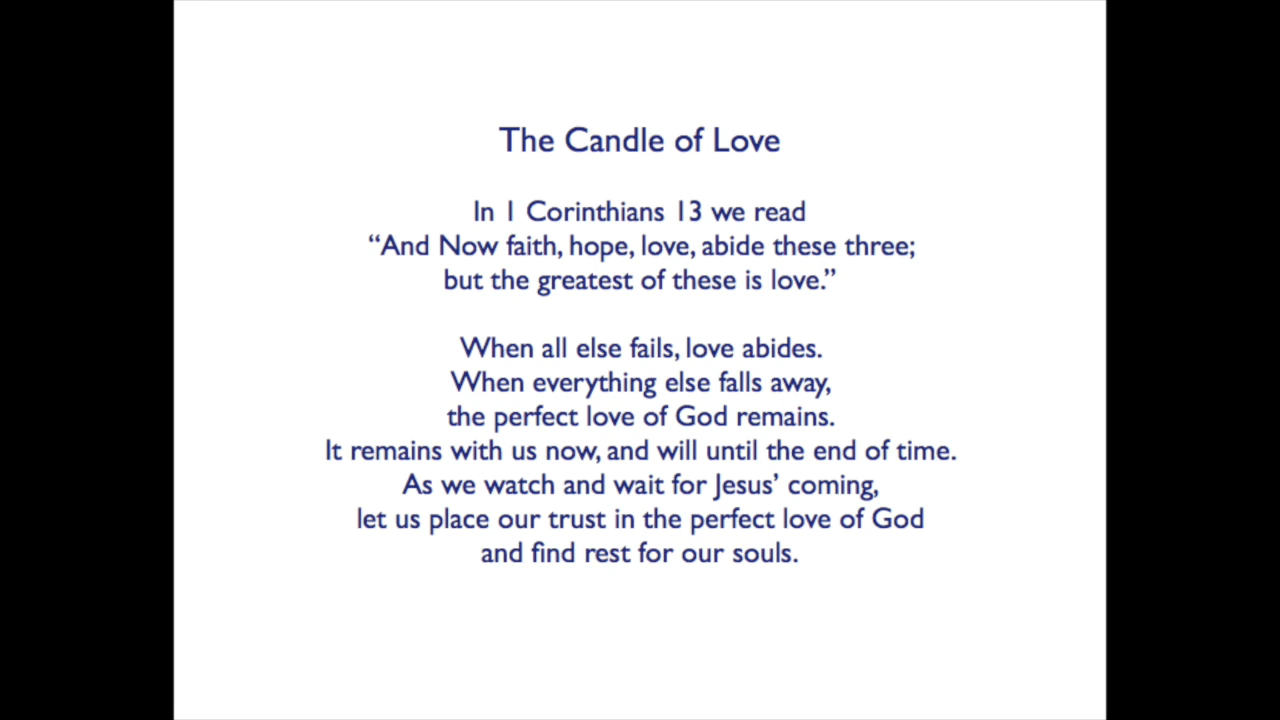 The Candle of Love
In 1 Corinthians 13 we read
“And Now faith, hope, love, abide these three;
but the greatest of these is love.”
When all else fails, love abides.
When everything else falls away,
the perfect love of God remains.
It remains with us now, and will until the end of time.
As we watch and wait for Jesus’ coming,
let us place our trust in the perfect love of God
and find rest for our souls.